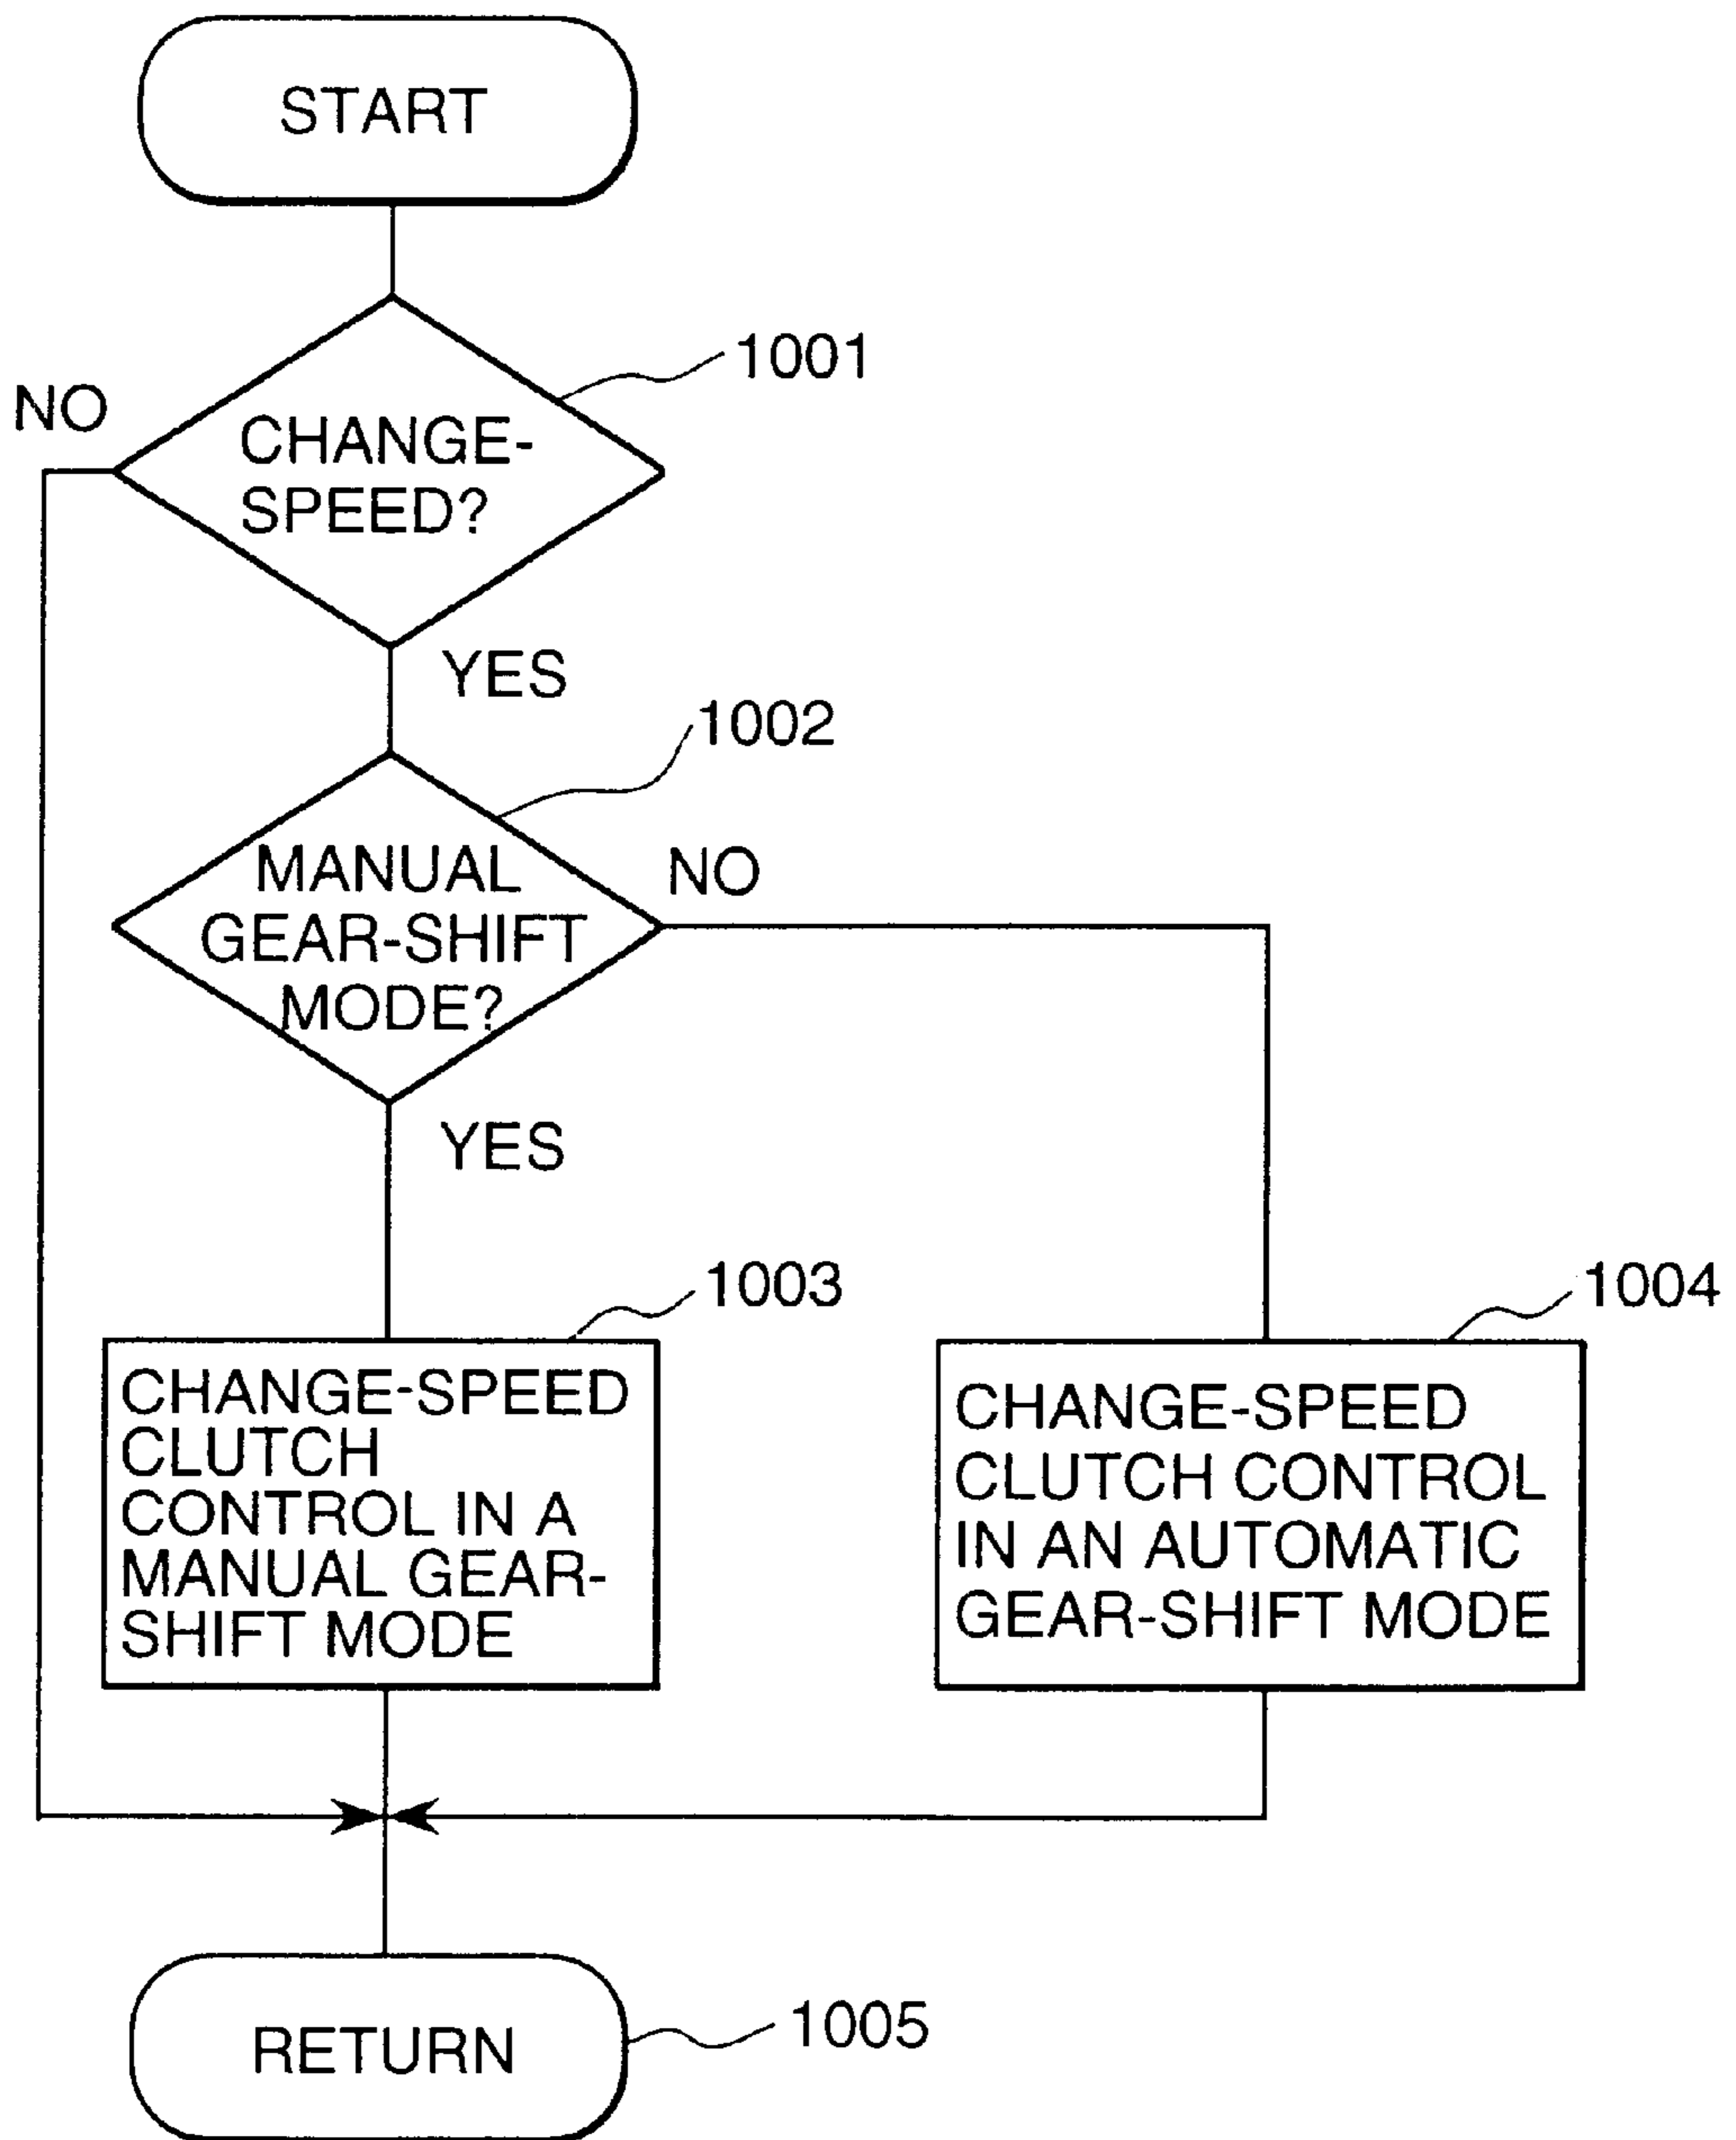 START
1001
NO
CHANGE-
SPEED?
YES
1002
MANUAL
GEAR-SHIFT
MODE?
NO
YES
1003
CHANGE-SPEED
CLUTCH
CONTROL IN A
MANUAL GEAR-
SHIFT MODE
1004
CHANGE-SPEED
CLUTCH CONTROL
IN AN AUTOMATIC
GEAR-SHIFT MODE
RETURN
1005